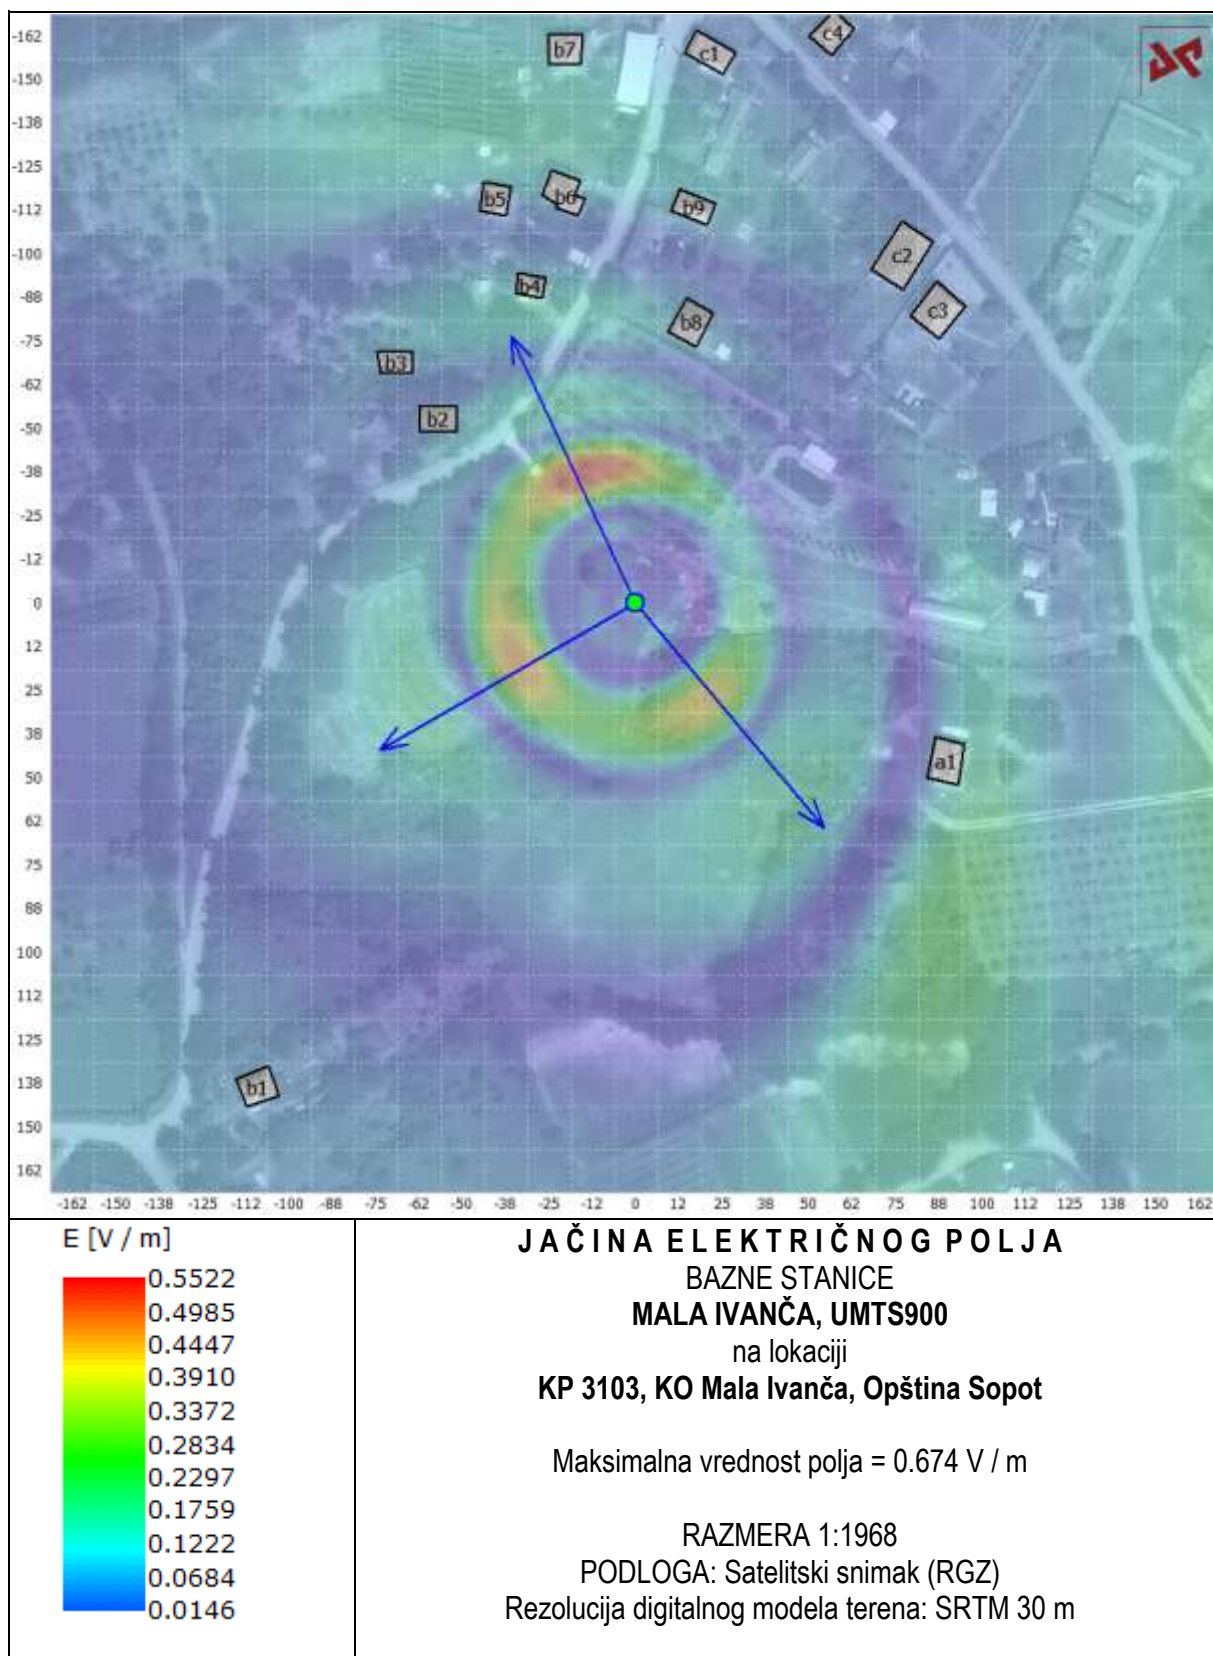 -162
-150
-138
-125
-112
-100
-88
-75
-62
-50
-38
-25
-12
0
12
25
38
50
62
75
88
100
112
125
138
150
162
b7
c1
c4
b5
b6
b9
c2
b4
c3
b8
b3
b2
a1
b1
-162 -150 -138 -125 -112 -100 -88 -75 -62 -50 -38 -25 -12 0 12 25 38 50 62 75 88 100 112 125 138 150 162
E [V / m]
0.5522
0.4985
0.4447
0.3910
0.3372
0.2834
0.2297
0.1759
0.1222
0.0684
0.0146
JAČINA ELEKTRIČNOG POLJA
BAZNE STANICE
MALA IVANČA, UMTS900
na lokaciji
KP 3103, KO Mala Ivanča, Opština Sopot
Maksimalna vrednost polja = 0.674 V / m
RAZMERA 1:1968
PODLOGA: Satelitski snimak (RGZ)
Rezolucija digitalnog modela terena: SRTM 30 m